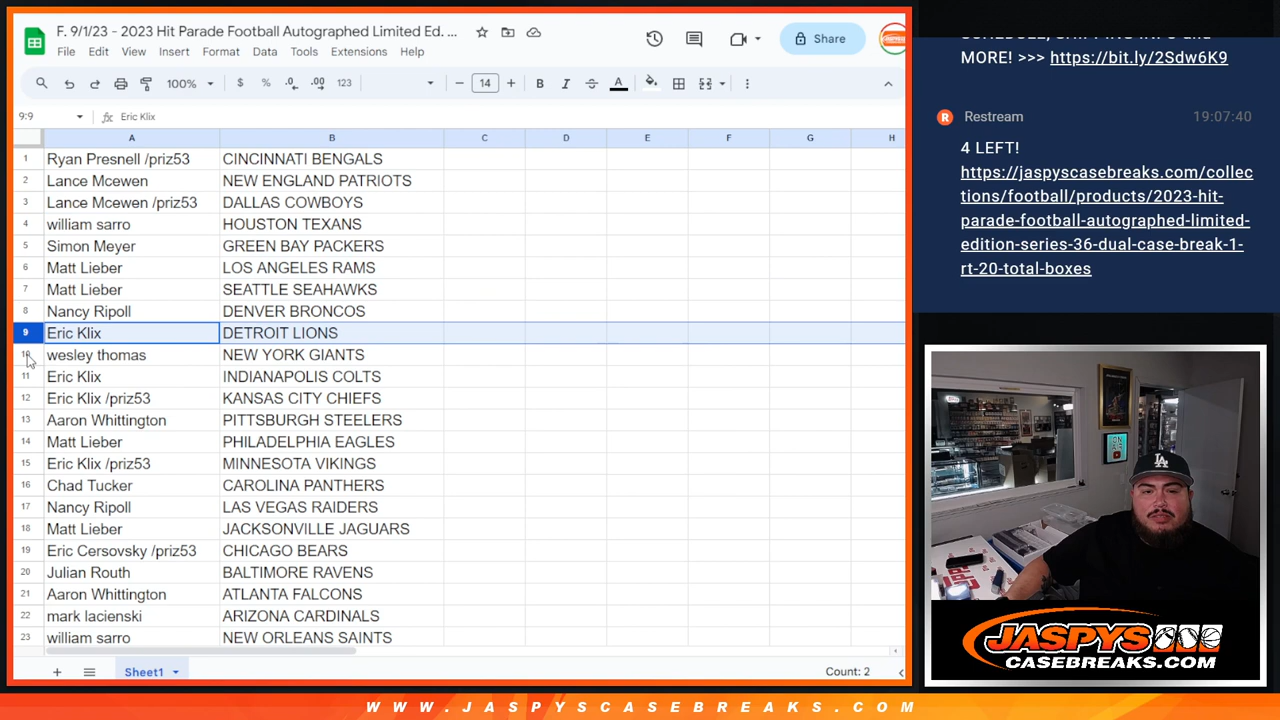 F. 9/1/23 - 2023 Hit Parade Football Autographed Limited Ed. ...
File Edit View Insert Format Data Tools Extensions Help
Share
100% $ % .0 .00 123 14 B I A
9:9 fx Eric Klix
A B C D E F G H
1 Ryan Presnell /priz53 CINCINNATI BENGALS
2 Lance Mcewen NEW ENGLAND PATRIOTS
3 Lance Mcewen /priz53 DALLAS COWBOYS
4 william sarro HOUSTON TEXANS
5 Simon Meyer GREEN BAY PACKERS
6 Matt Lieber LOS ANGELES RAMS
7 Matt Lieber SEATTLE SEAHAWKS
8 Nancy Ripoll DENVER BRONCOS
9 Eric Klix DETROIT LIONS
10 wesley thomas NEW YORK GIANTS
11 Eric Klix INDIANAPOLIS COLTS
12 Eric Klix /priz53 KANSAS CITY CHIEFS
13 Aaron Whittington PITTSBURGH STEELERS
14 Matt Lieber PHILADELPHIA EAGLES
15 Eric Klix /priz53 MINNESOTA VIKINGS
16 Chad Tucker CAROLINA PANTHERS
17 Nancy Ripoll LAS VEGAS RAIDERS
18 Matt Lieber JACKSONVILLE JAGUARS
19 Eric Cersovsky /priz53 CHICAGO BEARS
20 Julian Routh BALTIMORE RAVENS
21 Aaron Whittington ATLANTA FALCONS
22 mark lacienski ARIZONA CARDINALS
23 william sarro NEW ORLEANS SAINTS
Sheet1 Count: 2
MORE! >>> https://bit.ly/2Sdw6K9
R Restream 19:07:40
4 LEFT!
https://jaspyscasebreaks.com/collec
tions/football/products/2023-hit-
parade-football-autographed-limited-
edition-series-36-dual-case-break-1-
rt-20-total-boxes
ON AIR
LA
JASPYS
CASEBREAKS.COM
WWW.JASPYSCASEBREAKS.COM